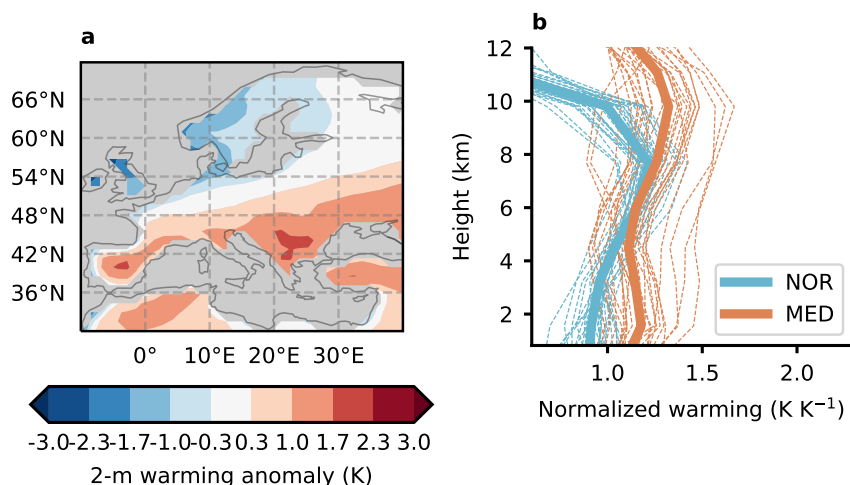 a
66°N
60°N
54°N
48°N
42°N
36°N
0° 10°E 20°E 30°E
-3.0 -2.3 -1.7 -1.0 -0.3 0.3 1.0 1.7 2.3 3.0
2-m warming anomaly (K)
b
12
10
8
6
4
2
Height (km)
NOR
MED
1.0 1.5 2.0
Normalized warming (K K⁻¹)